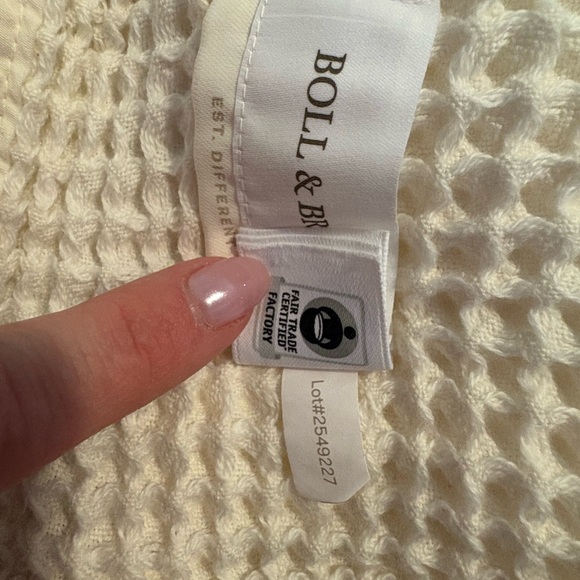 BOLL & BR
EST. DIFFEREN
FAIR TRADE
CERTIFIED
FACTORY
Lot#2549227